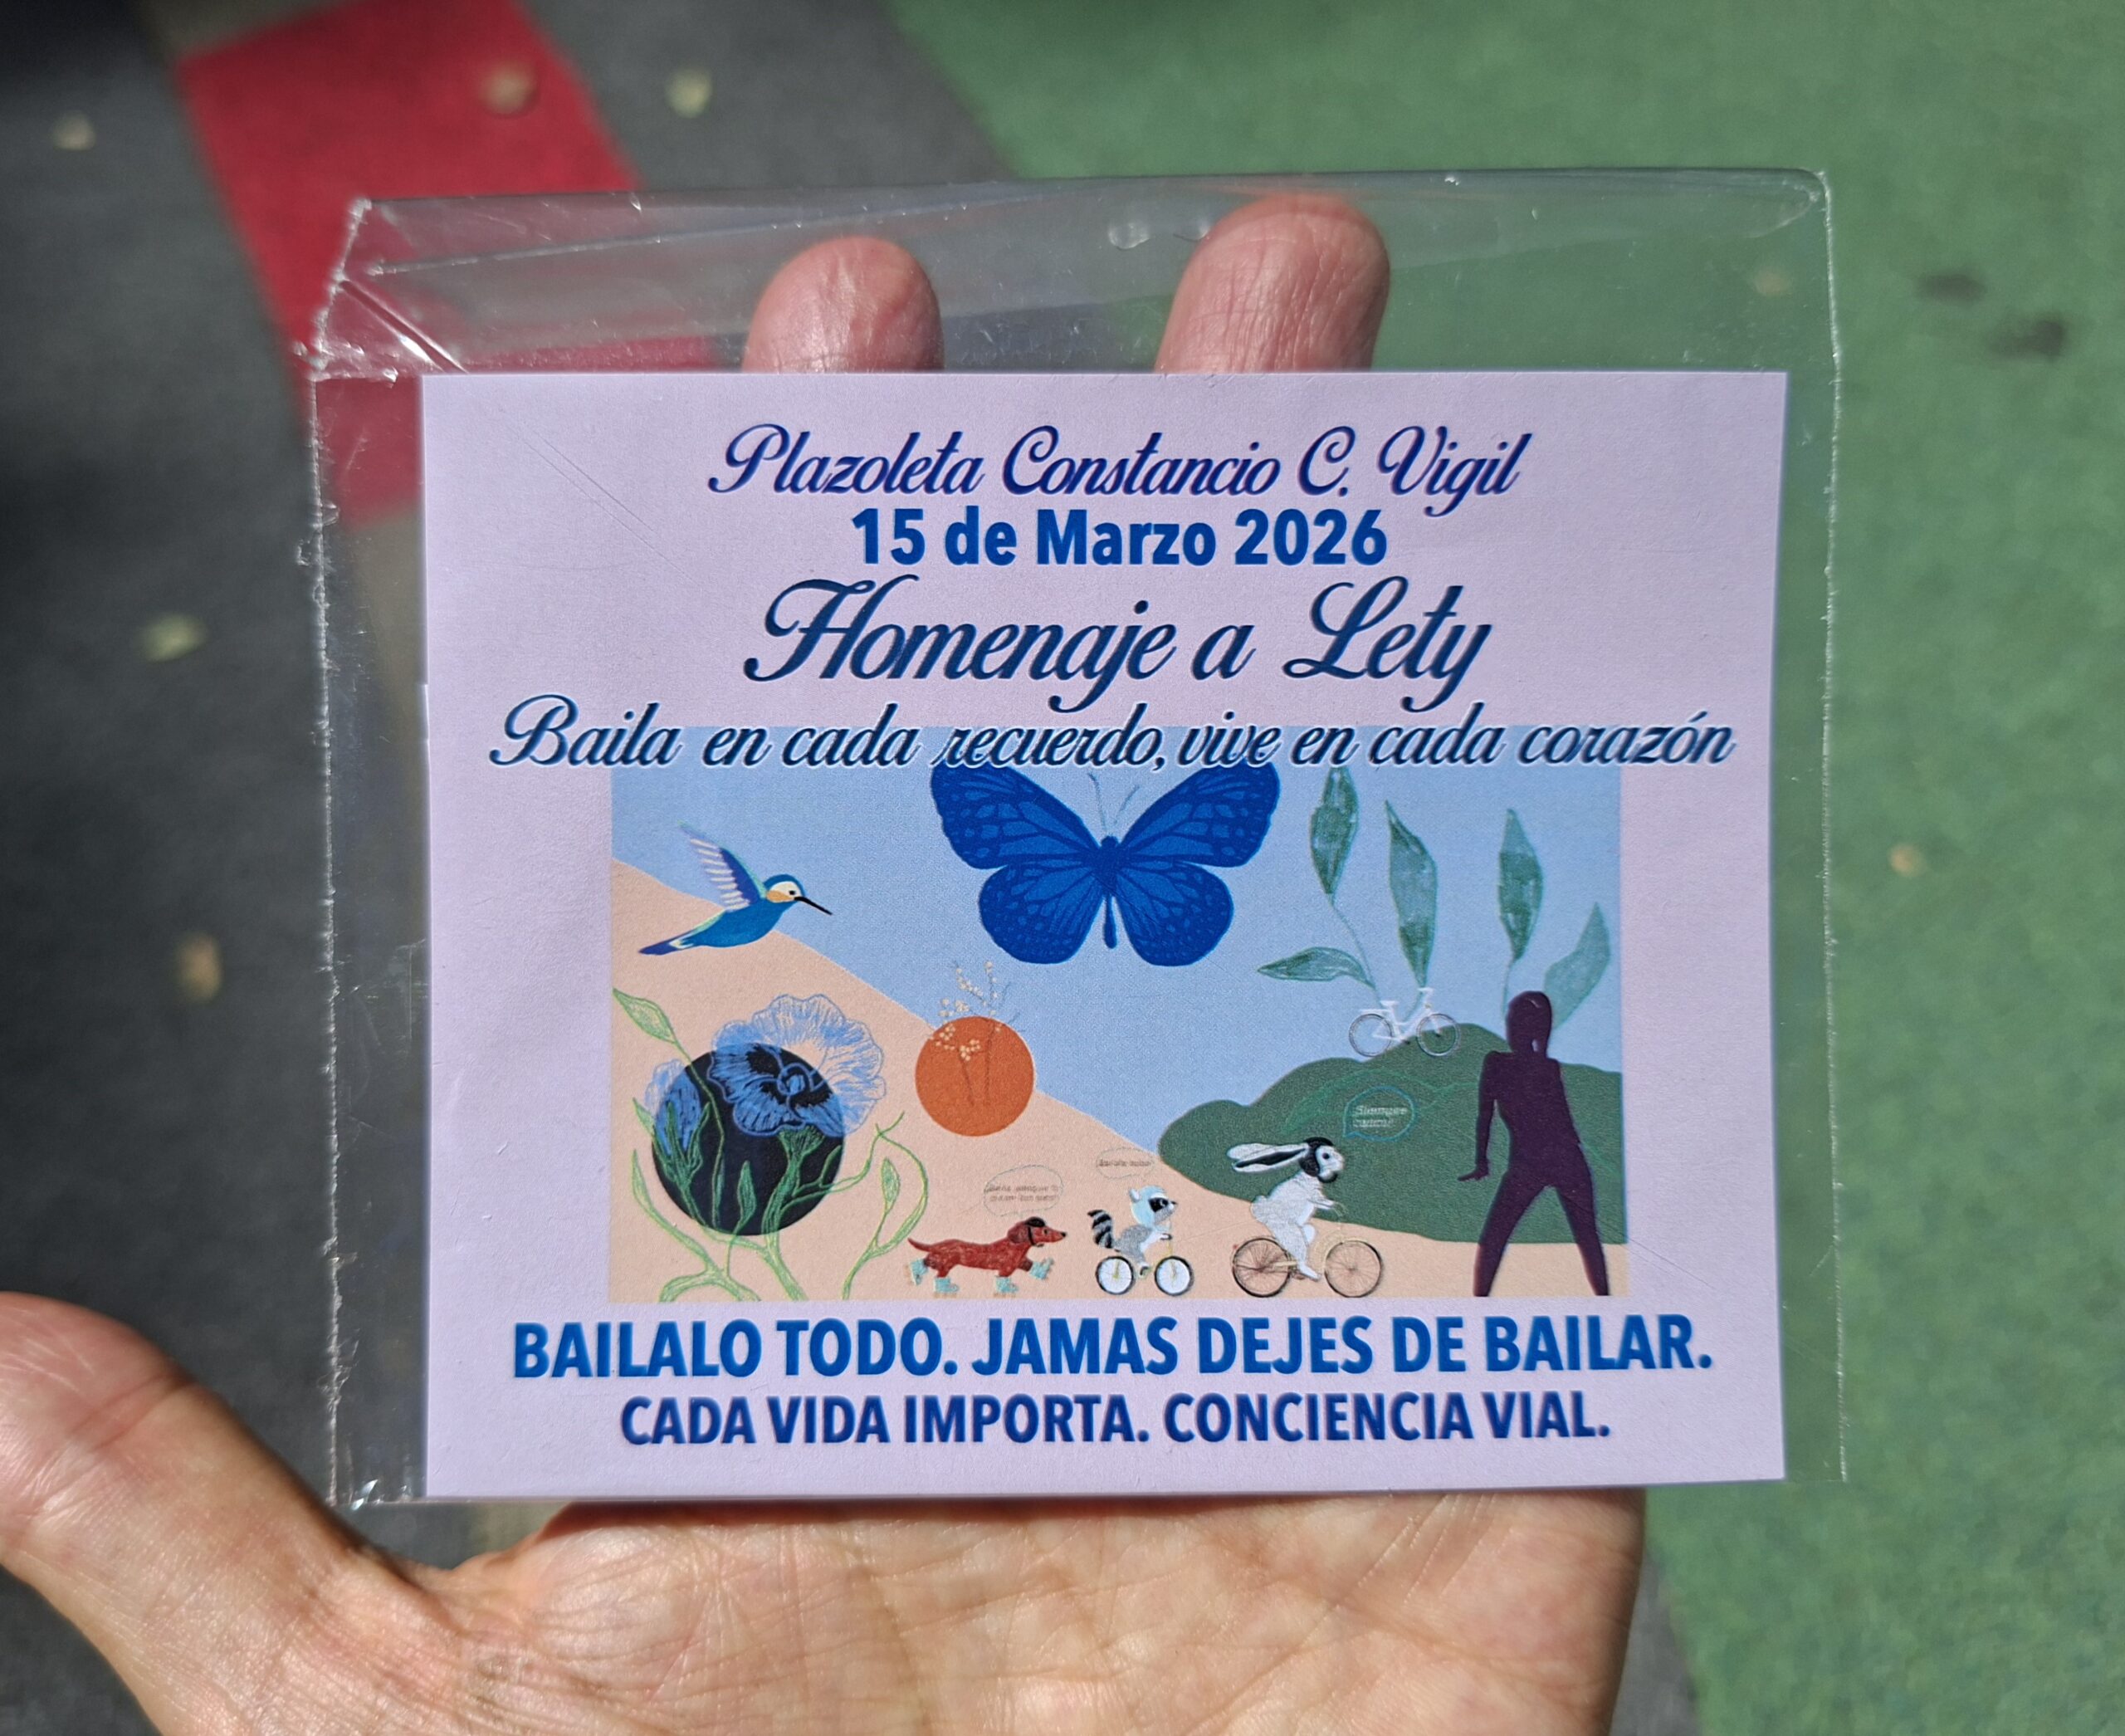 Plazoleta Constancio C. Vigil
15 de Marzo 2026
Homenaje a Lety
Baila en cada recuerdo, vive en cada corazón
Siempre
BAILALO TODO. JAMAS DEJES DE BAILAR.
CADA VIDA IMPORTA. CONCIENCIA VIAL.